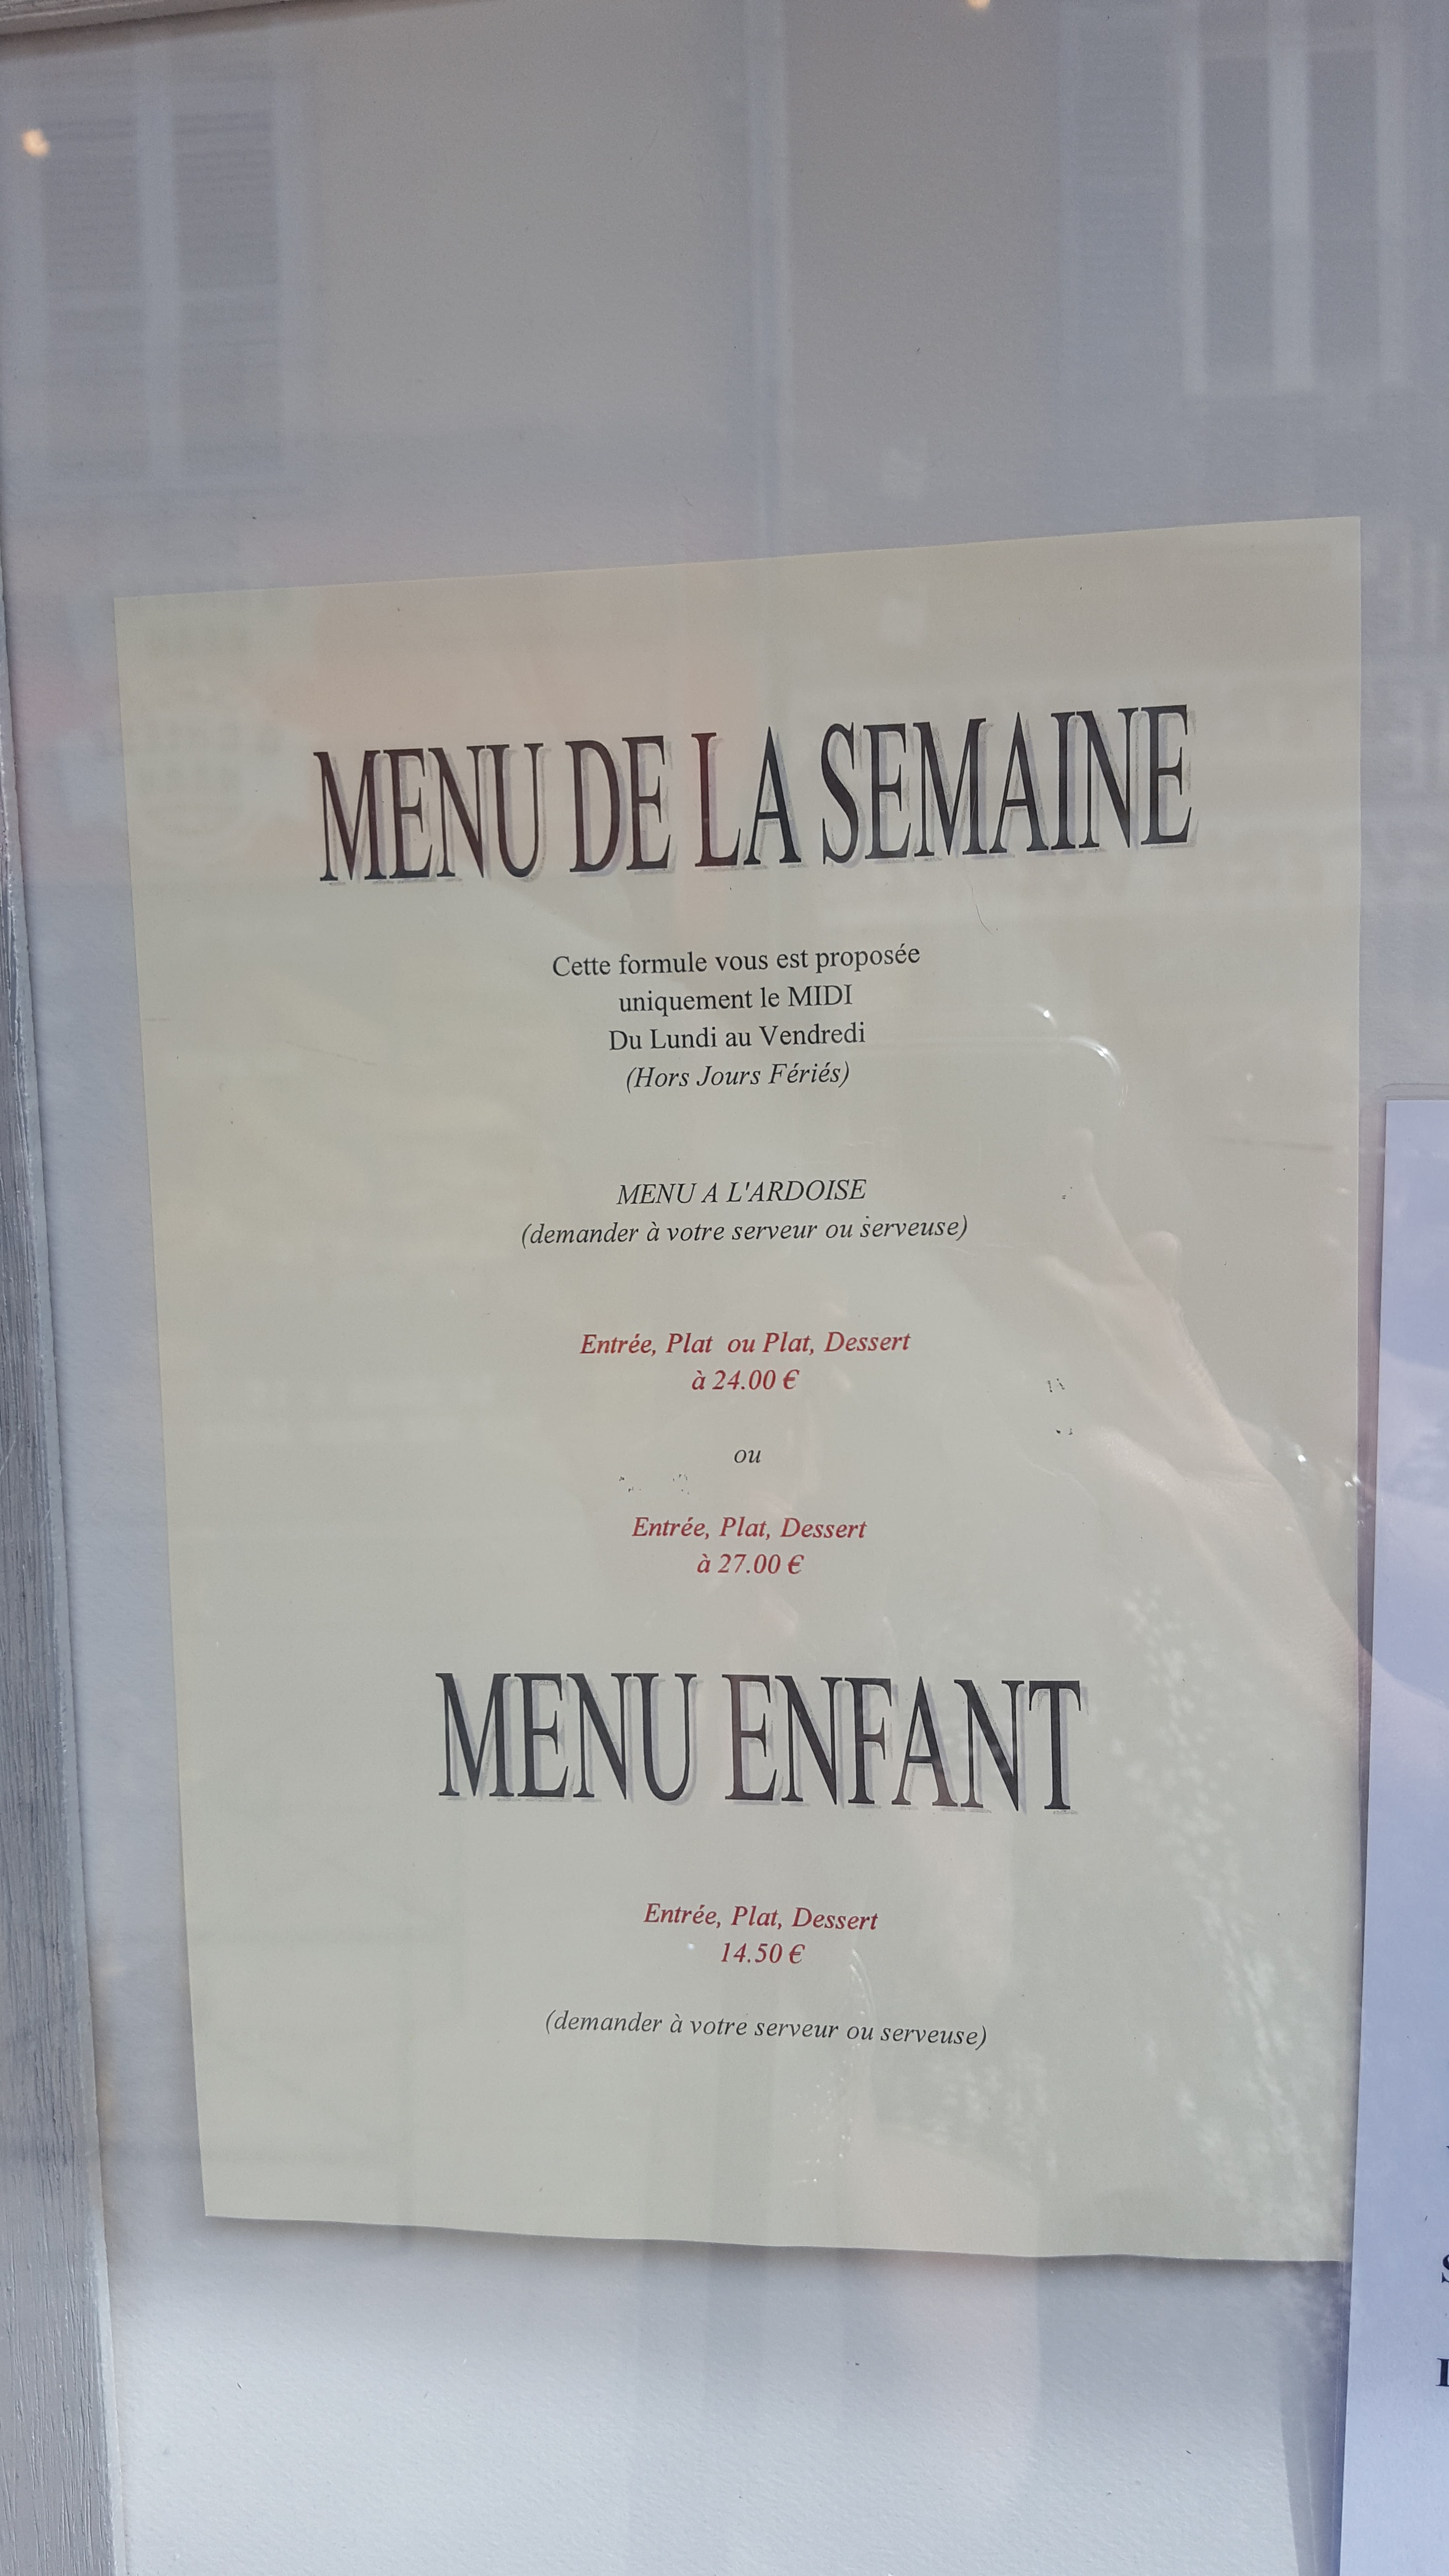 MENU DE LA SEMAINE
Cette formule vous est proposée
uniquement le MIDI
Du Lundi au Vendredi
(Hors Jours Fériés)
MENU A L'ARDOISE
(demander à votre serveur ou serveuse)
Entrée, Plat ou Plat, Dessert
à 24.00 €
ou
Entrée, Plat, Dessert
à 27.00 €
MENU ENFANT
Entrée, Plat, Dessert
14.50 €
(demander à votre serveur ou serveuse)